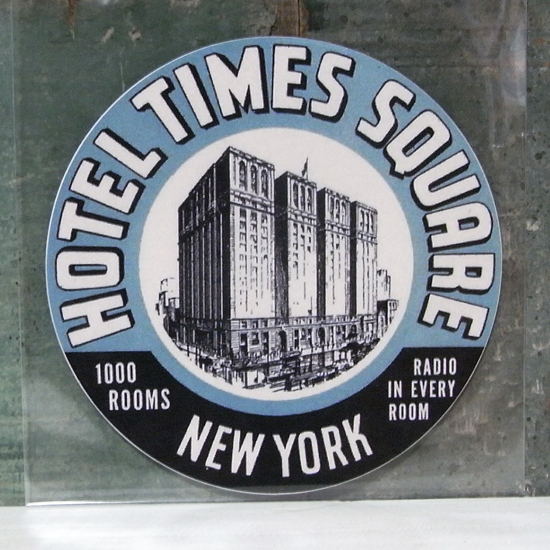 HOTEL TIMES SQUARE
1000
ROOMS
RADIO
IN EVERY
ROOM
NEW YORK